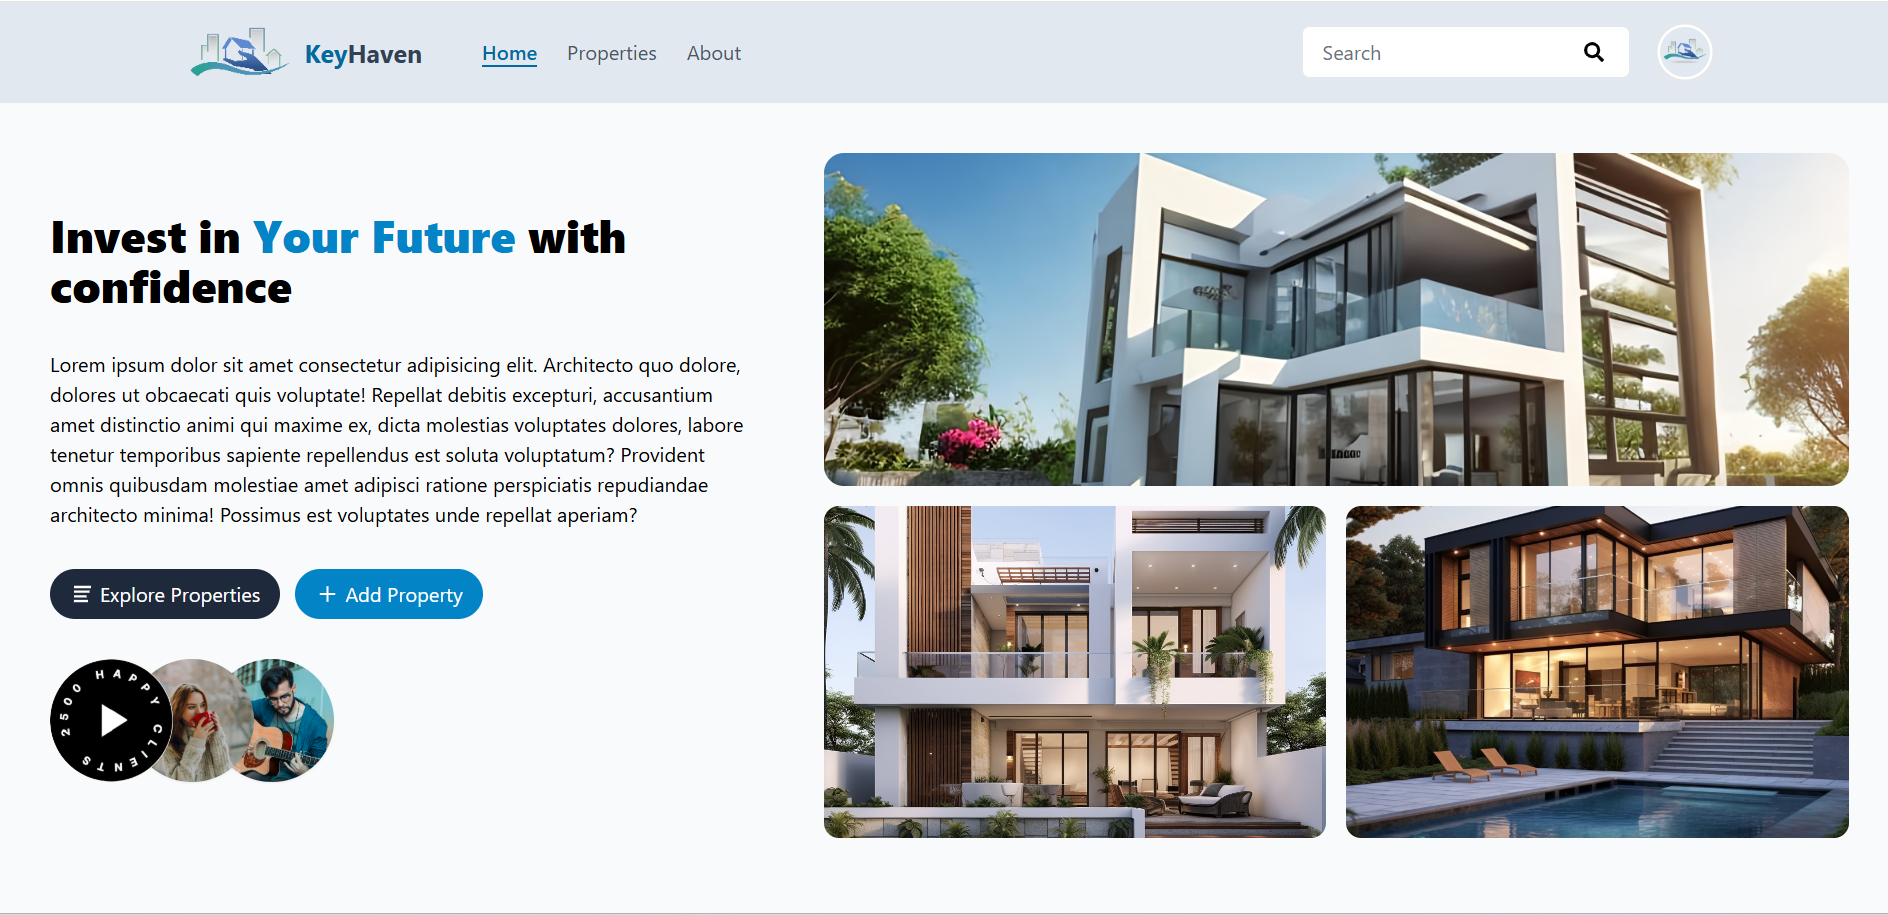 KeyHaven
Home
Properties
About
Search
Invest in Your Future with
confidence
Lorem ipsum dolor sit amet consectetur adipisicing elit. Architecto quo dolore,
dolores ut obcaecati quis voluptate! Repellat debitis excepturi, accusantium
amet distinctio animi qui maxime ex, dicta molestias voluptates dolores, labore
tenetur temporibus sapiente repellendus est soluta voluptatum? Provident
omnis quibusdam molestiae amet adipisci ratione perspiciatis repudiandae
architecto minima! Possimus est voluptates unde repellat aperiam?
Explore Properties
Add Property
2500 HAPPY CLIENTS